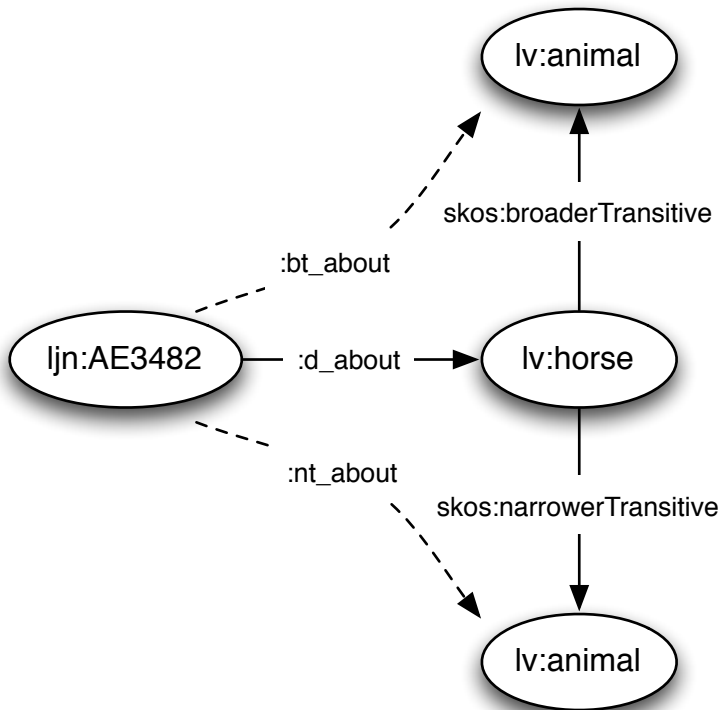 lv:animal
skos:broaderTransitive
:bt_about
ljn:AE3482
:d_about
lv:horse
:nt_about
skos:narrowerTransitive
lv:animal